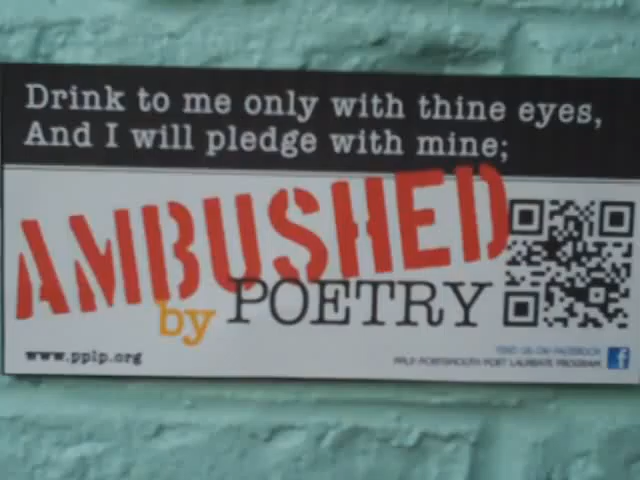 Drink to me only with thine eyes,
And I will pledge with mine;
AMBUSHED
by POETRY
www.pplp.org
FIND US ON FACEBOOK
PPLP-PORTSMOUTH POET LAUREATE PROGRAM